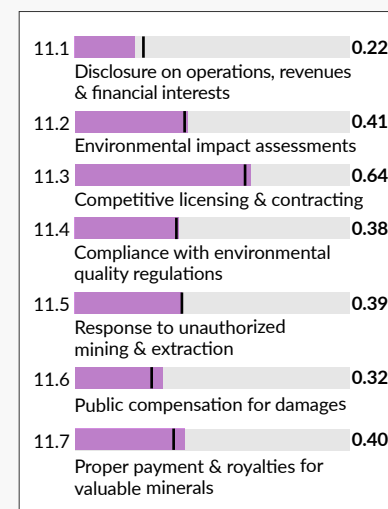 11.1 0.22
Disclosure on operations, revenues
& financial interests
11.2 0.41
Environmental impact assessments
11.3 0.64
Competitive licensing & contracting
11.4 0.38
Compliance with environmental
quality regulations
11.5 0.39
Response to unauthorized
mining & extraction
11.6 0.32
Public compensation for damages
11.7 0.40
Proper payment & royalties for
valuable minerals